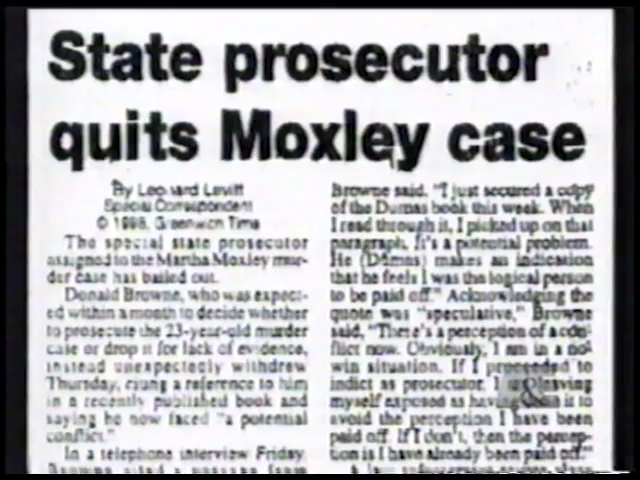 State prosecutor
quits Moxley case
By Leonard Levitt
Special Correspondent
© 1998, Greenwich Time
The special state prosecutor
assigned to the Martha Moxley mur-
der case has bailed out.
Donald Browne, who was expect-
ed within a month to decide whether
to prosecute the 23-year-old murder
case or drop it for lack of evidence,
instead unexpectedly withdrew
Thursday, citing a reference to him
in a recently published book and
saying he now faced "a potential
conflict."
In a telephone interview Friday,
Browne cited a passage from
Browne said. "I just secured a copy
of the Dumas book this week. When
I read through it, I picked up on that
paragraph. It's a potential problem.
He (Dumas) makes an indication
that he feels I was the logical person
to be paid off." Acknowledging the
quote was "speculative," Browne
said, "There's a perception of a con-
flict now. Obviously, I am in a no-
win situation. If I proceeded to
indict as prosecutor, I am leaving
myself exposed as having done it to
avoid the perception I have been
paid off. If I don't, then the percep-
tion is I have already been paid off."